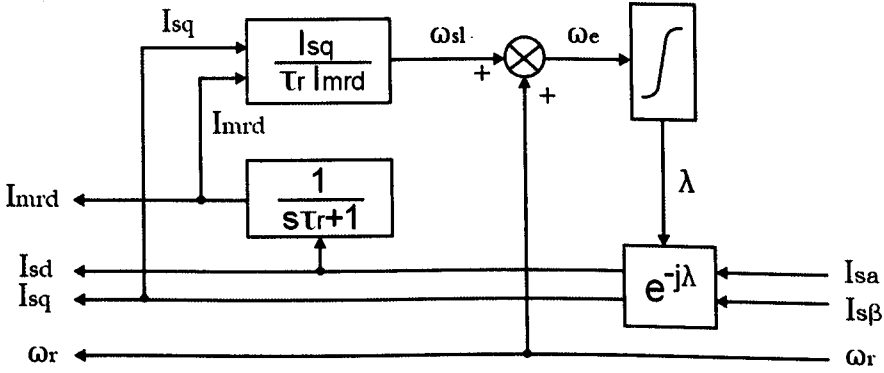 Isq
Isq
τr Imrd
ωsl
+
+
ωe
Imrd
λ
Imrd
1
sτr+1
Isd
Isq
e-jλ
Isa
Isβ
ωr
ωr